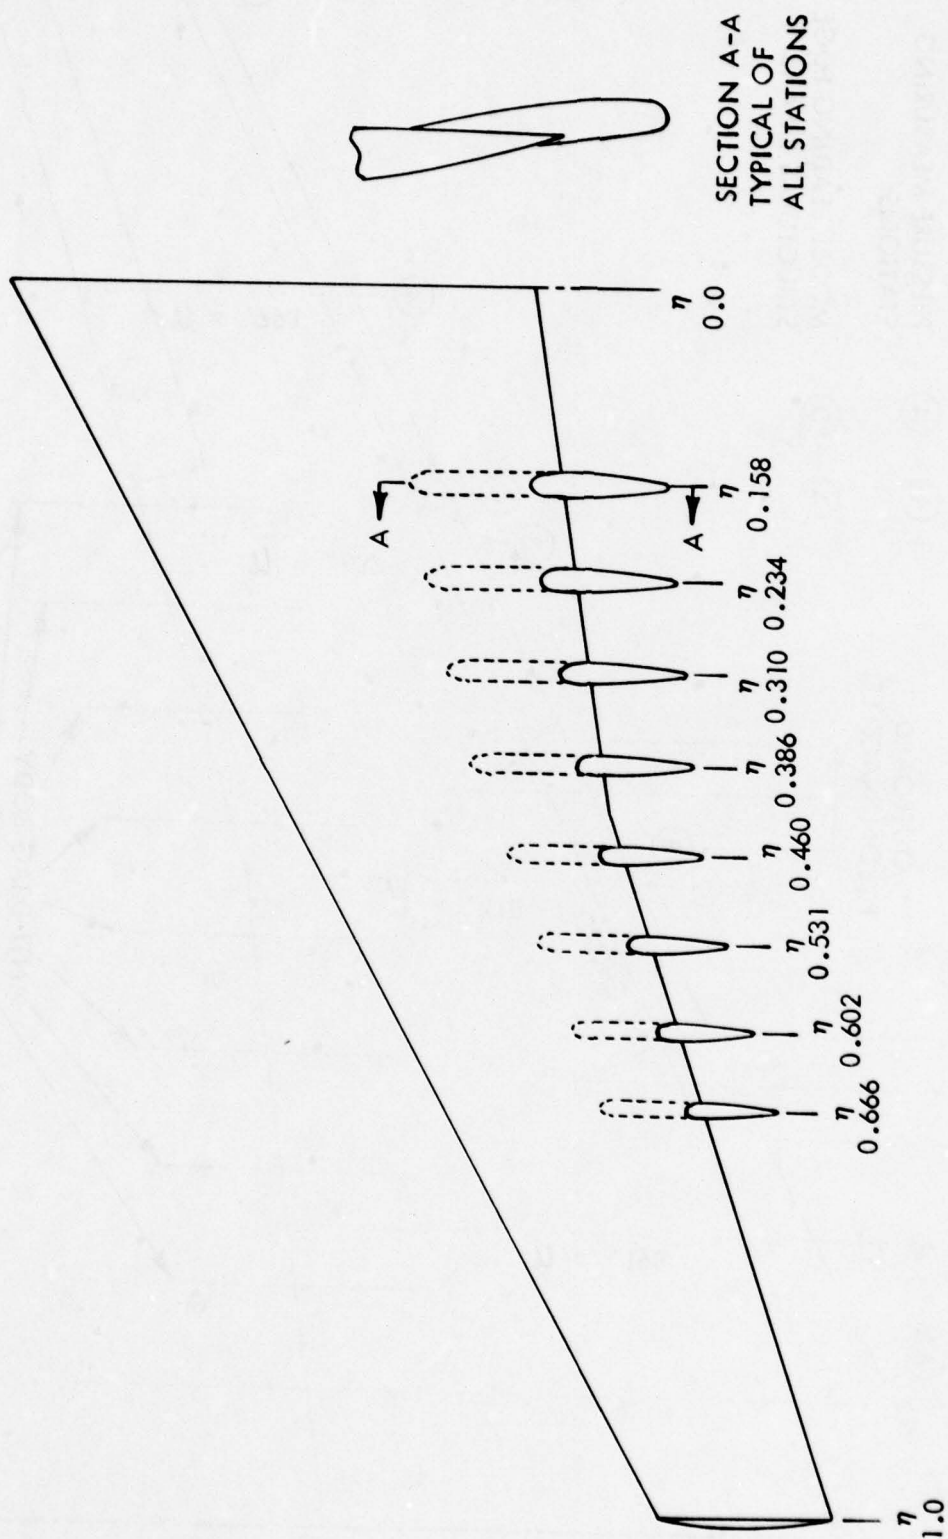 SECTION A-A
TYPICAL OF
ALL STATIONS
η
0.0
A
A
η
0.158
η
0.234
η
0.310
η
0.386
η
0.460
η
0.531
η
0.602
η
0.666
η
1.0